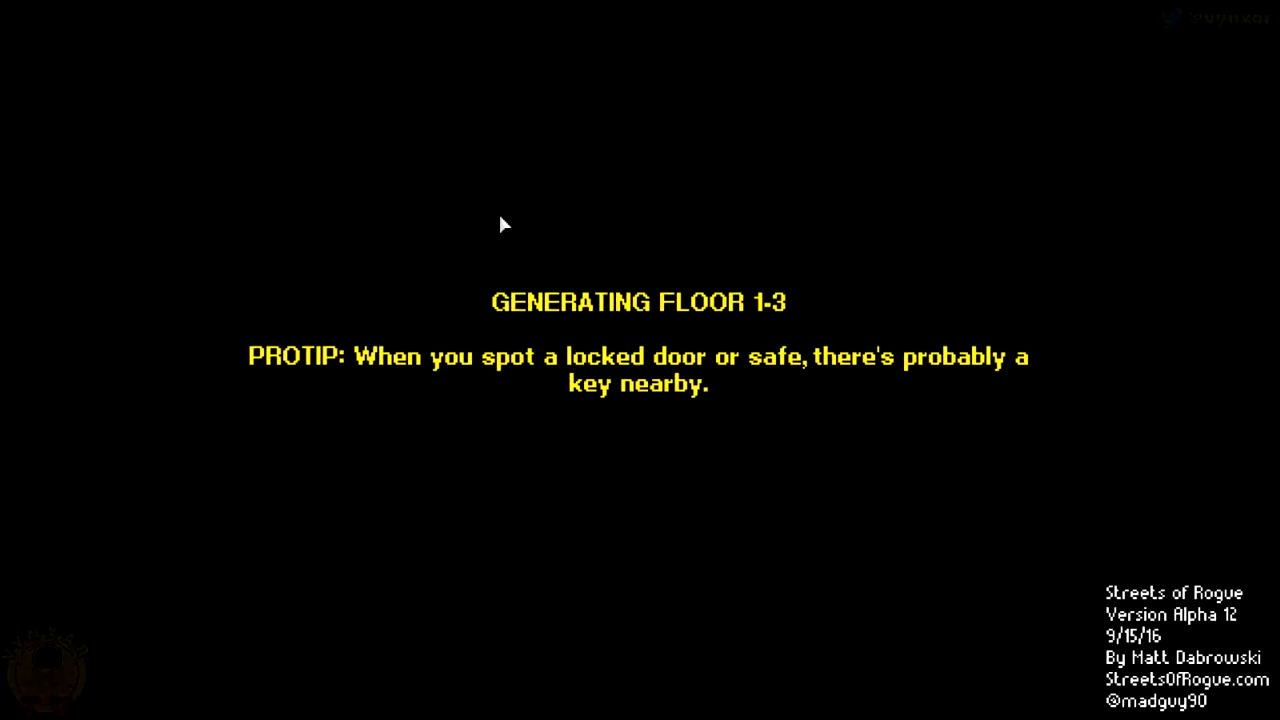 GENERATING FLOOR 1-3
PROTIP: When you spot a locked door or safe, there's probably a
key nearby.
Streets of Rogue
Version Alpha 12
9/15/16
By Matt Dabrowski
StreetsOfRogue.com
@madguy90